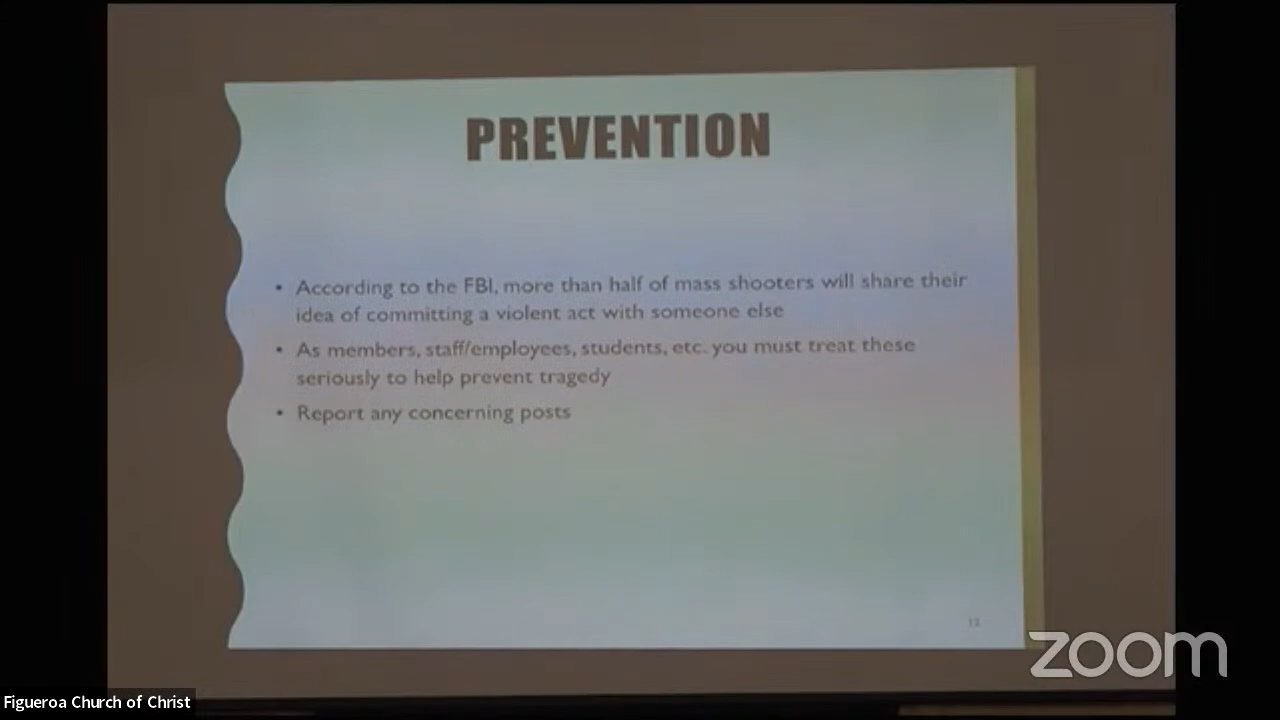 PREVENTION
• According to the FBI, more than half of mass shooters will share their
idea of committing a violent act with someone else
• As members, staff/employees, students, etc. you must treat these
seriously to help prevent tragedy
• Report any concerning posts
zoom
Figueroa Church of Christ